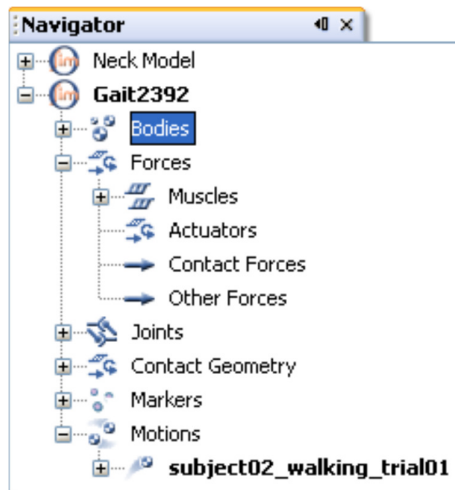 Navigator
Neck Model
Gait2392
Bodies
Forces
Muscles
Actuators
Contact Forces
Other Forces
Joints
Contact Geometry
Markers
Motions
subject02_walking_trial01